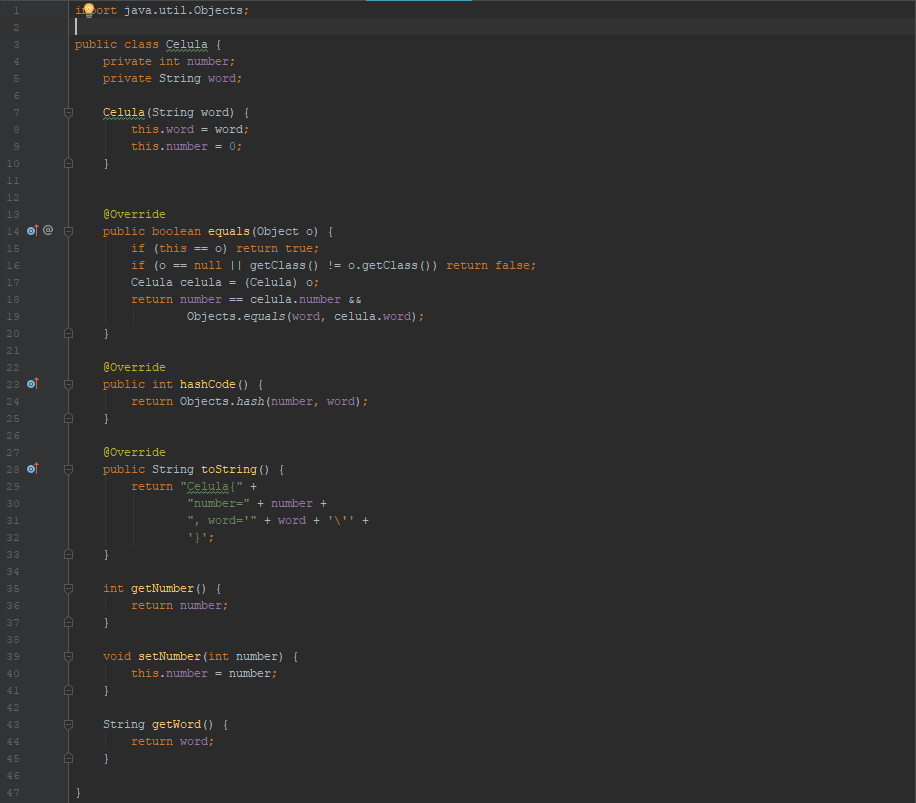 1 import java.util.Objects;
2
3 public class Celula {
4     private int number;
5     private String word;
6
7     Celula(String word) {
8         this.word = word;
9         this.number = 0;
10     }
11
12
13     @Override
14 @     public boolean equals(Object o) {
15         if (this == o) return true;
16         if (o == null || getClass() != o.getClass()) return false;
17         Celula celula = (Celula) o;
18         return number == celula.number &&
19                 Objects.equals(word, celula.word);
20     }
21
22     @Override
23     public int hashCode() {
24         return Objects.hash(number, word);
25     }
26
27     @Override
28     public String toString() {
29         return "Celula{" +
30                 "number=" + number +
31                 ", word='" + word + '\'' +
32                 '}';
33     }
34
35     int getNumber() {
36         return number;
37     }
38
39     void setNumber(int number) {
40         this.number = number;
41     }
42
43     String getWord() {
44         return word;
45     }
46
47 }